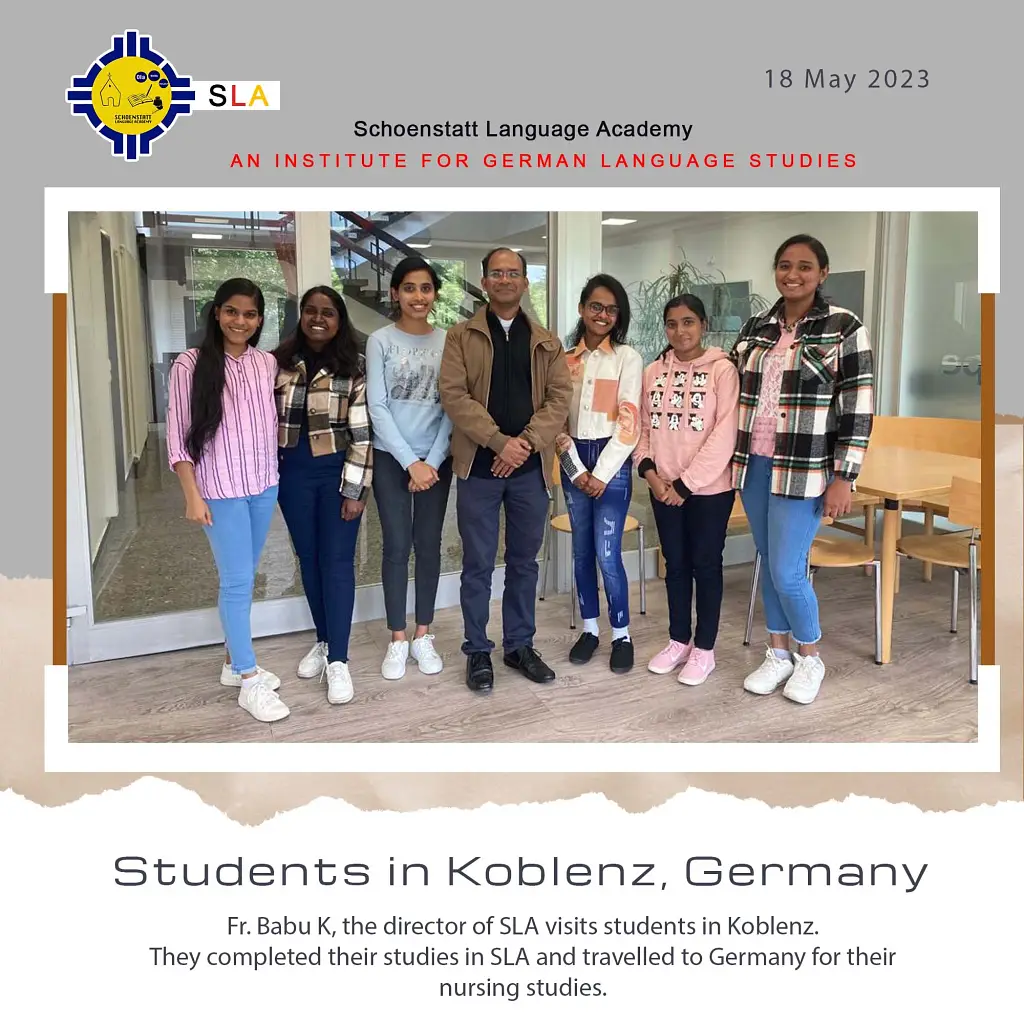 SLA
18 May 2023
SCHOENSTATT
LANGUAGE ACADEMY
Schoenstatt Language Academy
AN INSTITUTE FOR GERMAN LANGUAGE STUDIES
Students in Koblenz, Germany
Fr. Babu K, the director of SLA visits students in Koblenz.
They completed their studies in SLA and travelled to Germany for their
nursing studies.